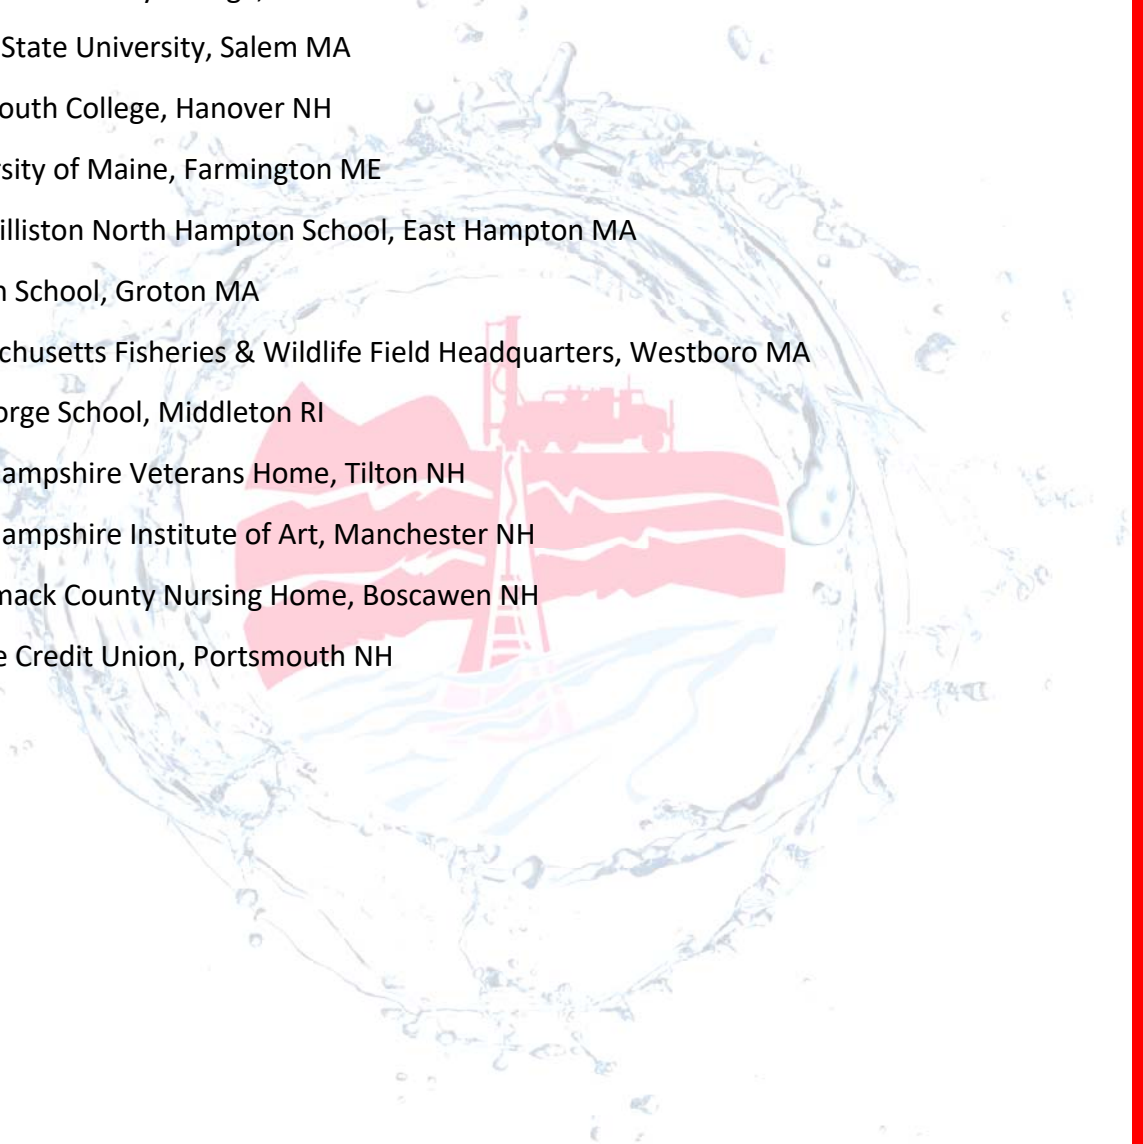 State University, Salem MA
outh College, Hanover NH
rsity of Maine, Farmington ME
illiston North Hampton School, East Hampton MA
n School, Groton MA
chusetts Fisheries & Wildlife Field Headquarters, Westboro MA
orge School, Middleton RI
ampshire Veterans Home, Tilton NH
ampshire Institute of Art, Manchester NH
mack County Nursing Home, Boscawen NH
e Credit Union, Portsmouth NH